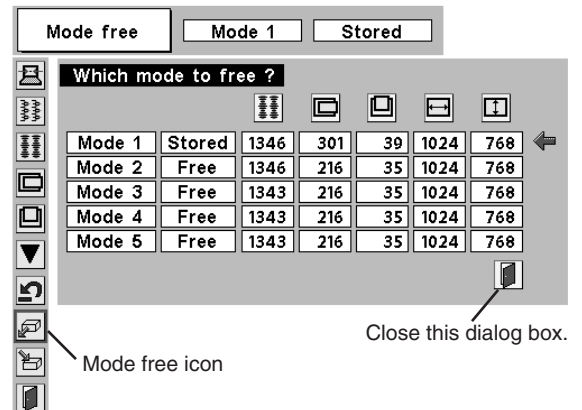 Mode free Mode 1 Stored
Which mode to free ?
Mode 1 Stored 1346 301 39 1024 768
Mode 2 Free 1346 216 35 1024 768
Mode 3 Free 1343 216 35 1024 768
Mode 4 Free 1343 216 35 1024 768
Mode 5 Free 1343 216 35 1024 768
Close this dialog box.
Mode free icon